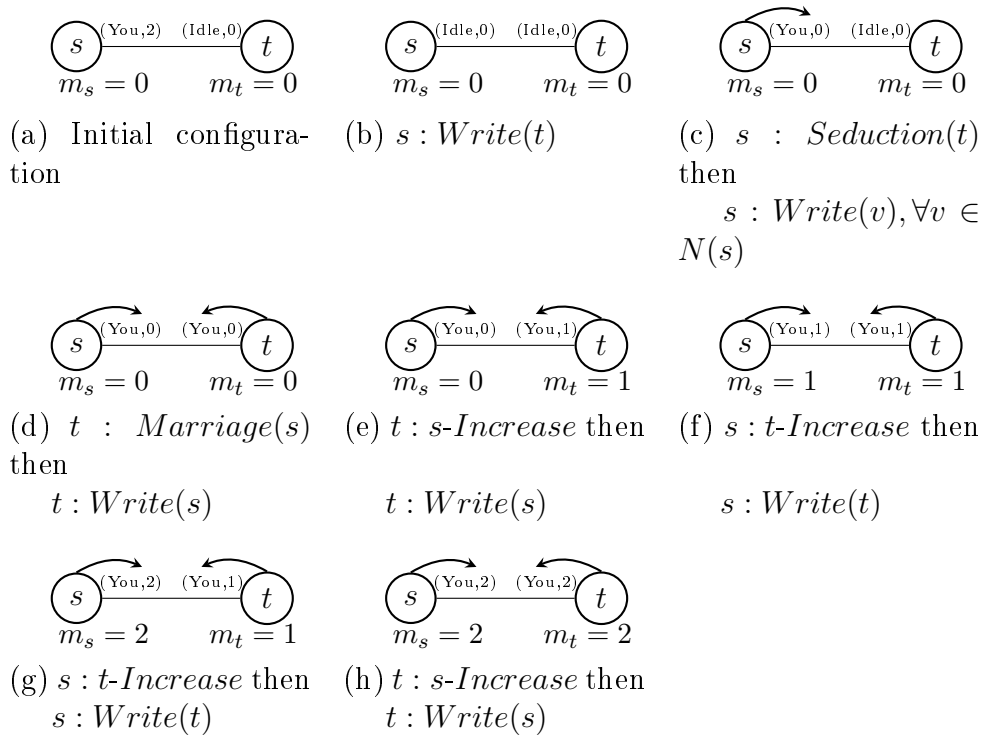 (You,2) (Idle,0)
s t
m_s = 0 m_t = 0
(a) Initial configura-
tion
(Idle,0) (Idle,0)
s t
m_s = 0 m_t = 0
(b) s : Write(t)
(You,0) (Idle,0)
s t
m_s = 0 m_t = 0
(c) s : Seduction(t)
then
s : Write(v), ∀v ∈
N(s)
(You,0) (You,0)
s t
m_s = 0 m_t = 0
(d) t : Marriage(s)
then
t : Write(s)
(You,0) (You,1)
s t
m_s = 0 m_t = 1
(e) t : s-Increase then
t : Write(s)
(You,1) (You,1)
s t
m_s = 1 m_t = 1
(f) s : t-Increase then
s : Write(t)
(You,2) (You,1)
s t
m_s = 2 m_t = 1
(g) s : t-Increase then
s : Write(t)
(You,2) (You,2)
s t
m_s = 2 m_t = 2
(h) t : s-Increase then
t : Write(s)